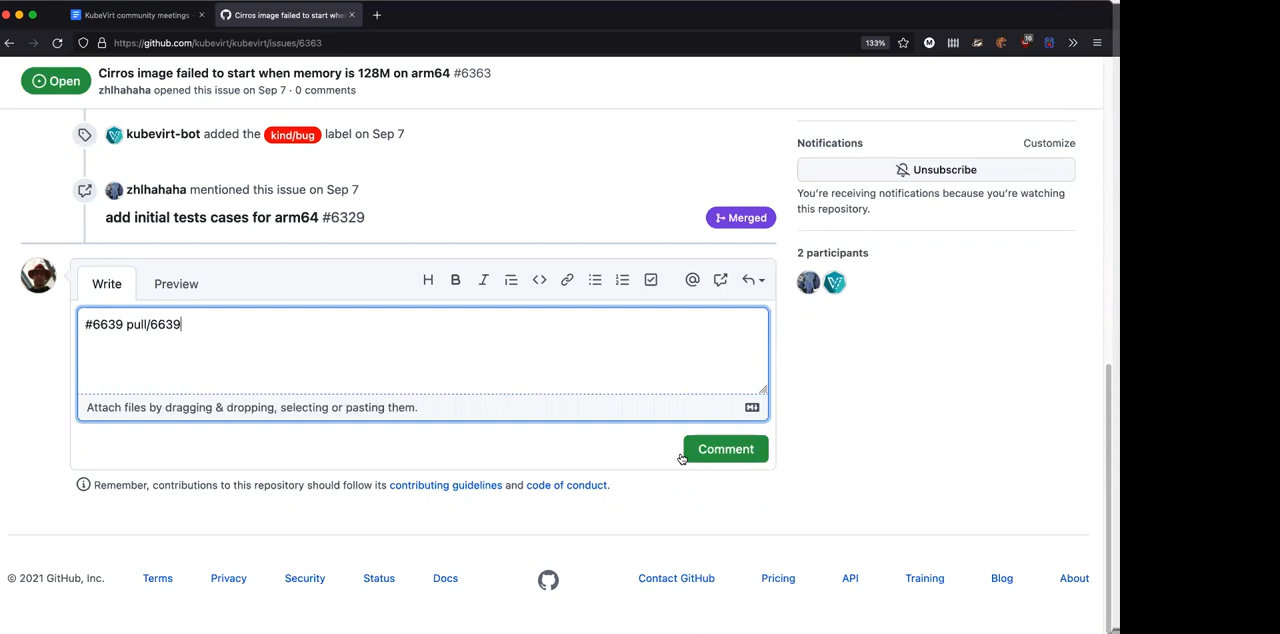 KubeVirt community meetings
Cirros image failed to start whe
https://github.com/kubevirt/kubevirt/issues/6363
133%
16
Open
Cirros image failed to start when memory is 128M on arm64 #6363
zhlhahaha opened this issue on Sep 7 · 0 comments
kubevirt-bot added the kind/bug label on Sep 7
zhlhahaha mentioned this issue on Sep 7
add initial tests cases for arm64 #6329
Merged
Notifications
Customize
Unsubscribe
You're receiving notifications because you're watching
this repository.
2 participants
Write
Preview
#6639 pull/6639
Attach files by dragging & dropping, selecting or pasting them.
Comment
Remember, contributions to this repository should follow its contributing guidelines and code of conduct.
© 2021 GitHub, Inc.
Terms
Privacy
Security
Status
Docs
Contact GitHub
Pricing
API
Training
Blog
About